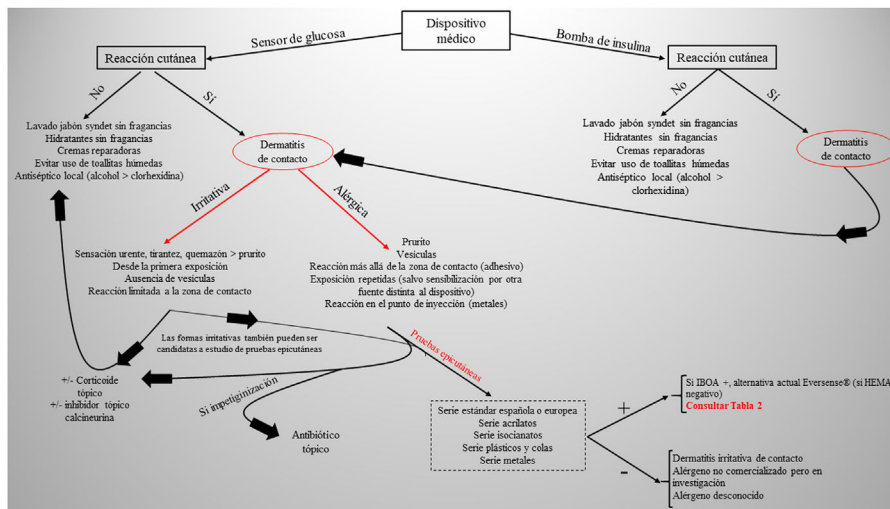 Dispositivo
médico
Sensor de glucosa
Bomba de insulina
Reacción cutánea
No
Sí
Lavado jabón syndet sin fragancias
Hidratantes sin fragancias
Cremas reparadoras
Evitar uso de toallitas húmedas
Antiséptico local (alcohol > clorhexidina)
Dermatitis
de contacto
Reacción cutánea
No
Sí
Lavado jabón syndet sin fragancias
Hidratantes sin fragancias
Cremas reparadoras
Evitar uso de toallitas húmedas
Antiséptico local (alcohol >
clorhexidina)
Dermatitis
de contacto
Irritativa
Alérgica
Sensación urente, tirantez, quemazón > prurito
Desde la primera exposición
Ausencia de vesículas
Reacción limitada a la zona de contacto
Prurito
Vesículas
Reacción más allá de la zona de contacto (adhesivo)
Exposición repetidas (salvo sensibilización por otra
fuente distinta al dispositivo)
Reacción en el punto de inyección (metales)
Las formas irritativas también pueden ser
candidatas a estudio de pruebas epicutáneas
+/- Corticoide
tópico
+/- inhibidor tópico
calcineurina
Si impetiginización
Antibiótico
tópico
Pruebas epicutáneas
Serie estándar española o europea
Serie acrilatos
Serie isocianatos
Serie plásticos y colas
Serie metales
+
Si IBOA +, alternativa actual Eversense® (si HEMA
negativo)
Consultar Tabla 2
-
Dermatitis irritativa de contacto
Alérgeno no comercializado pero en
investigación
Alérgeno desconocido